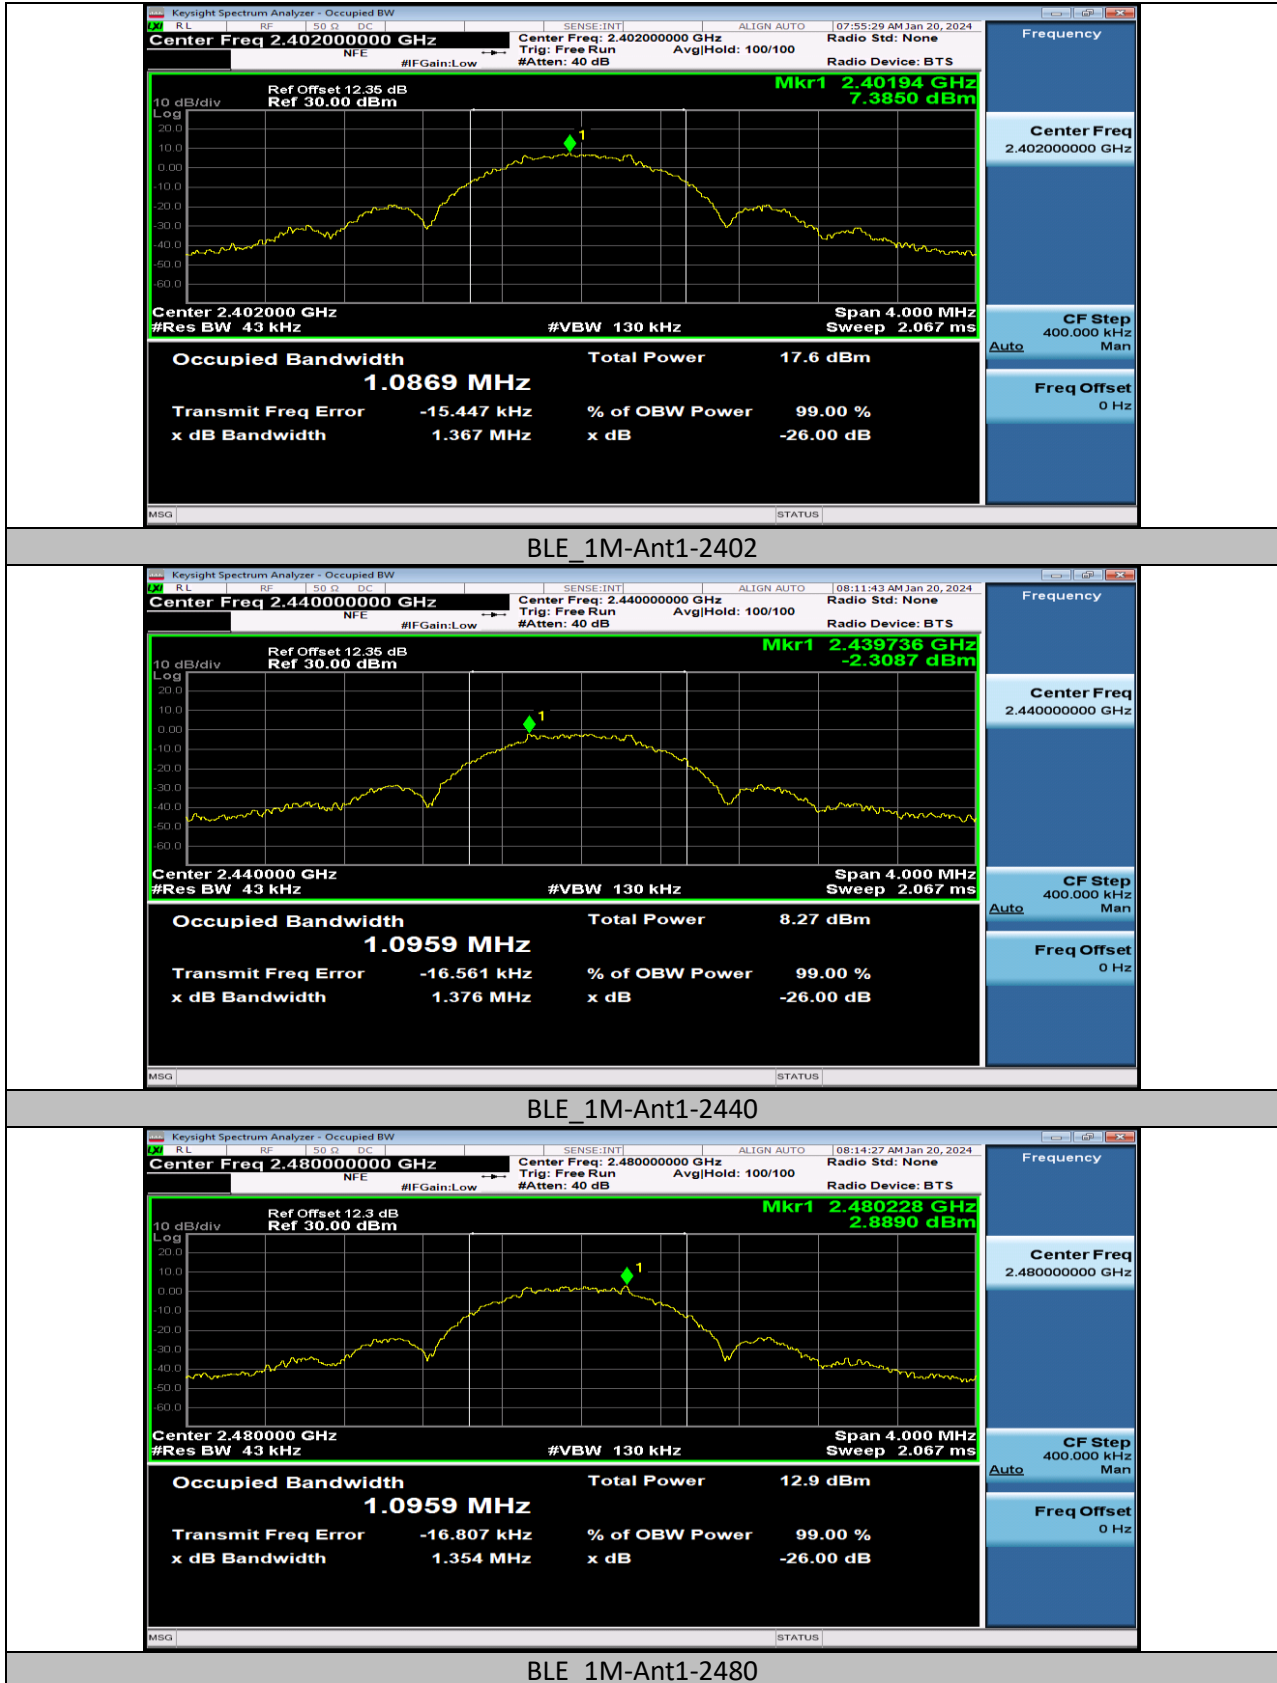 Keysight Spectrum Analyzer - Occupied BW
LXI RL RF 50 Ω DC SENSE:INT ALIGN AUTO 07:55:29 AM Jan 20, 2024
Center Freq 2.402000000 GHz Center Freq: 2.402000000 GHz Radio Std: None
NFE Trig: Free Run Avg|Hold: 100/100
#IFGain:Low #Atten: 40 dB Radio Device: BTS
Frequency
Mkr1 2.40194 GHz
7.3850 dBm
Ref Offset 12.35 dB
10 dB/div Ref 30.00 dBm
Log
20.0
10.0
0.00
-10.0
-20.0
-30.0
-40.0
-50.0
-60.0
1
Center Freq
2.402000000 GHz
Center 2.402000 GHz Span 4.000 MHz
#Res BW 43 kHz #VBW 130 kHz Sweep 2.067 ms
CF Step
400.000 kHz
Auto Man
Occupied Bandwidth Total Power 17.6 dBm
1.0869 MHz
Freq Offset
0 Hz
Transmit Freq Error -15.447 kHz % of OBW Power 99.00 %
x dB Bandwidth 1.367 MHz x dB -26.00 dB
MSG STATUS
BLE_1M-Ant1-2402
Keysight Spectrum Analyzer - Occupied BW
LXI RL RF 50 Ω DC SENSE:INT ALIGN AUTO 08:11:43 AM Jan 20, 2024
Center Freq 2.440000000 GHz Center Freq: 2.440000000 GHz Radio Std: None
NFE Trig: Free Run Avg|Hold: 100/100
#IFGain:Low #Atten: 40 dB Radio Device: BTS
Frequency
Mkr1 2.439736 GHz
-2.3087 dBm
Ref Offset 12.35 dB
10 dB/div Ref 30.00 dBm
Log
20.0
10.0
0.00
-10.0
-20.0
-30.0
-40.0
-50.0
-60.0
1
Center Freq
2.440000000 GHz
Center 2.440000 GHz Span 4.000 MHz
#Res BW 43 kHz #VBW 130 kHz Sweep 2.067 ms
CF Step
400.000 kHz
Auto Man
Occupied Bandwidth Total Power 8.27 dBm
1.0959 MHz
Freq Offset
0 Hz
Transmit Freq Error -16.561 kHz % of OBW Power 99.00 %
x dB Bandwidth 1.376 MHz x dB -26.00 dB
MSG STATUS
BLE_1M-Ant1-2440
Keysight Spectrum Analyzer - Occupied BW
LXI RL RF 50 Ω DC SENSE:INT ALIGN AUTO 08:14:27 AM Jan 20, 2024
Center Freq 2.480000000 GHz Center Freq: 2.480000000 GHz Radio Std: None
NFE Trig: Free Run Avg|Hold: 100/100
#IFGain:Low #Atten: 40 dB Radio Device: BTS
Frequency
Mkr1 2.480228 GHz
2.8890 dBm
Ref Offset 12.3 dB
10 dB/div Ref 30.00 dBm
Log
20.0
10.0
0.00
-10.0
-20.0
-30.0
-40.0
-50.0
-60.0
1
Center Freq
2.480000000 GHz
Center 2.480000 GHz Span 4.000 MHz
#Res BW 43 kHz #VBW 130 kHz Sweep 2.067 ms
CF Step
400.000 kHz
Auto Man
Occupied Bandwidth Total Power 12.9 dBm
1.0959 MHz
Freq Offset
0 Hz
Transmit Freq Error -16.807 kHz % of OBW Power 99.00 %
x dB Bandwidth 1.354 MHz x dB -26.00 dB
MSG STATUS
BLE_1M-Ant1-2480